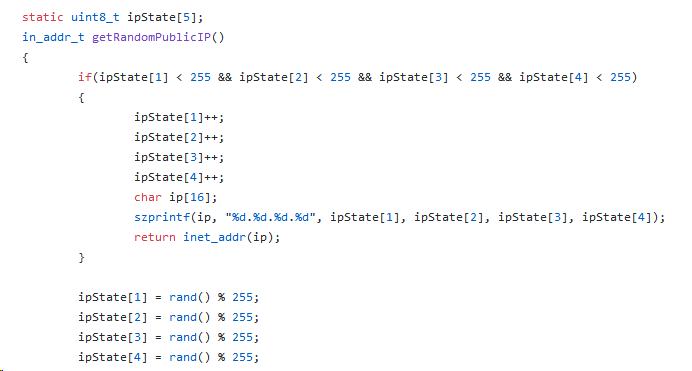 static uint8_t ipState[5];
in_addr_t getRandomPublicIP()
{
if(ipState[1] < 255 && ipState[2] < 255 && ipState[3] < 255 && ipState[4] < 255)
{
ipState[1]++;
ipState[2]++;
ipState[3]++;
ipState[4]++;
char ip[16];
szprintf(ip, "%d.%d.%d.%d", ipState[1], ipState[2], ipState[3], ipState[4]);
return inet_addr(ip);
}
ipState[1] = rand() % 255;
ipState[2] = rand() % 255;
ipState[3] = rand() % 255;
ipState[4] = rand() % 255;